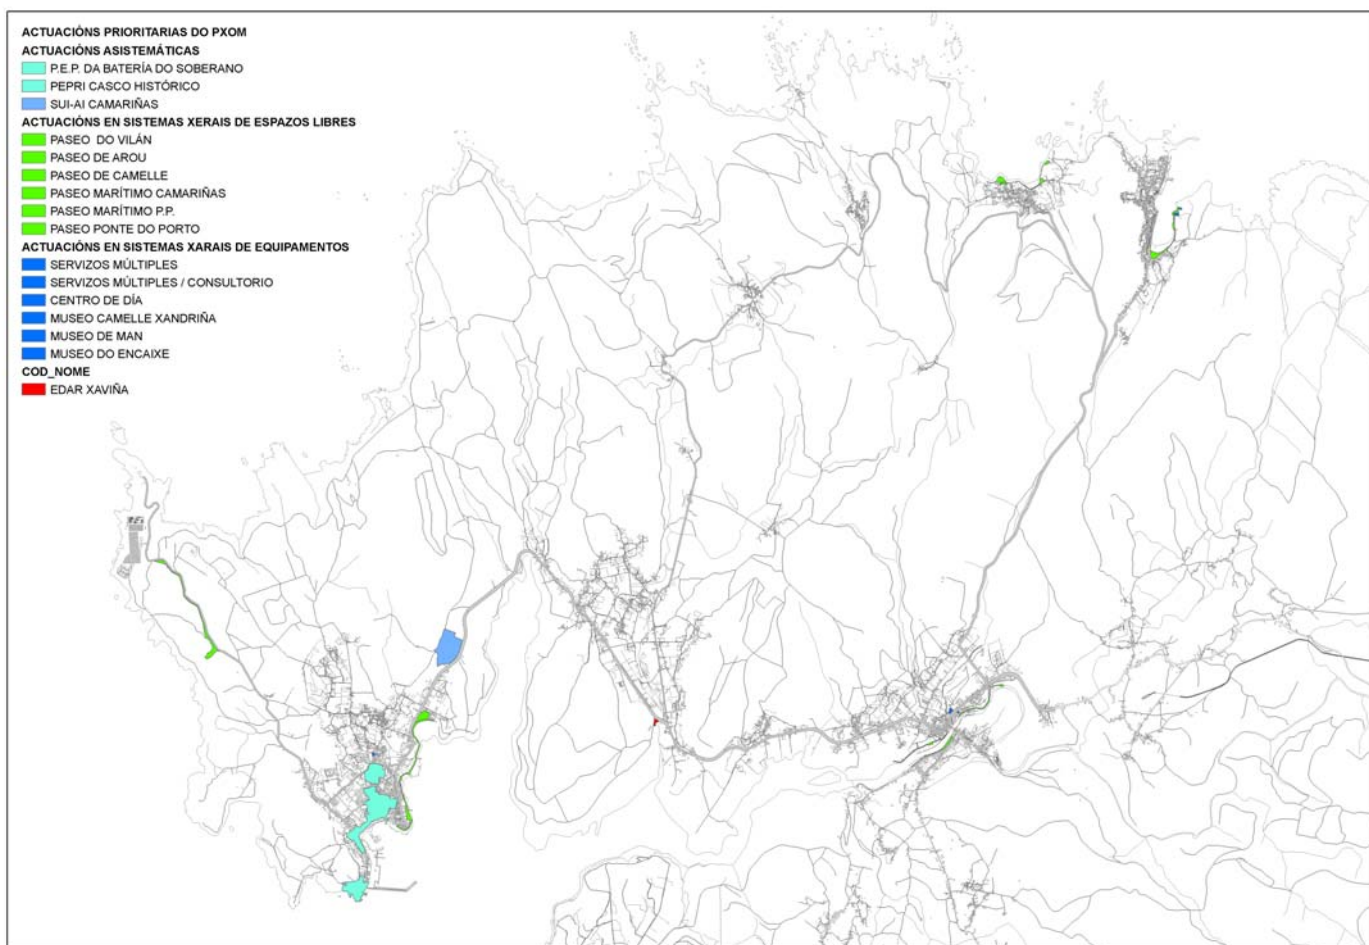 ACTUACIÓNS PRIORITARIAS DO PXOM
ACTUACIÓNS ASISTEMÁTICAS
P.E.P. DA BATERÍA DO SOBERANO
PEPRI CASCO HISTÓRICO
SUI-AI CAMARIÑAS
ACTUACIÓNS EN SISTEMAS XERAIS DE ESPAZOS LIBRES
PASEO DO VILÁN
PASEO DE AROU
PASEO DE CAMELLE
PASEO MARÍTIMO CAMARIÑAS
PASEO MARÍTIMO P.P.
PASEO PONTE DO PORTO
ACTUACIÓNS EN SISTEMAS XARAIS DE EQUIPAMENTOS
SERVIZOS MÚLTIPLES
SERVIZOS MÚLTIPLES / CONSULTORIO
CENTRO DE DÍA
MUSEO CAMELLE XANDRIÑA
MUSEO DE MAN
MUSEO DO ENCAIXE
COD_NOME
EDAR XAVIÑA